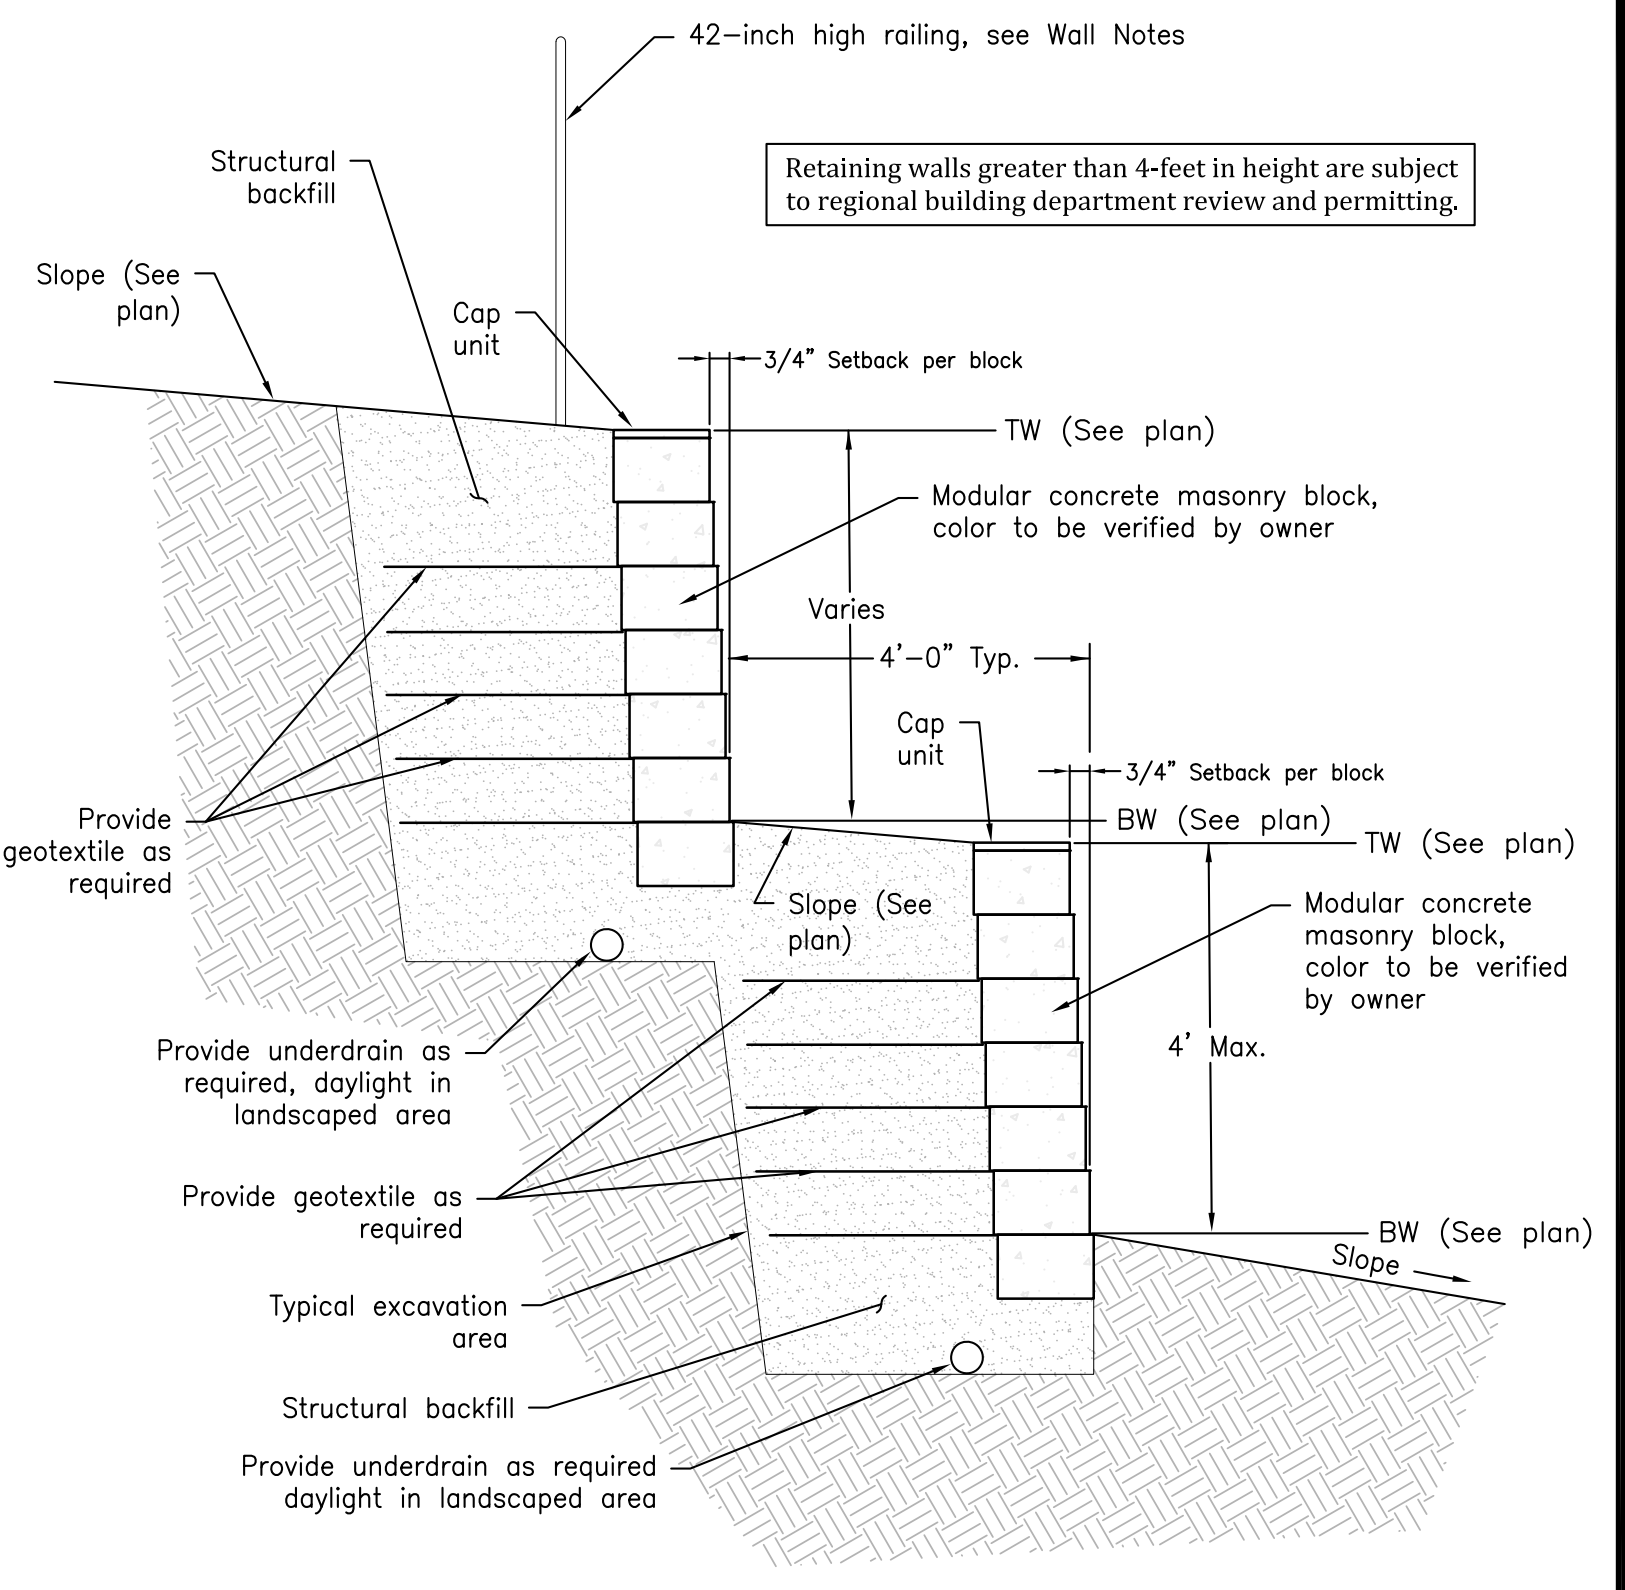 42-inch high railing, see Wall Notes
Structural
backfill
Retaining walls greater than 4-feet in height are subject
to regional building department review and permitting.
Slope (See
plan)
Cap
unit
3/4" Setback per block
TW (See plan)
Modular concrete masonry block,
color to be verified by owner
Varies
4'-0" Typ.
Cap
unit
3/4" Setback per block
Provide
geotextile as
required
BW (See plan)
TW (See plan)
Slope (See
plan)
Modular concrete
masonry block,
color to be verified
by owner
4' Max.
Provide underdrain as
required, daylight in
landscaped area
Provide geotextile as
required
BW (See plan)
Slope
Typical excavation
area
Structural backfill
Provide underdrain as required
daylight in landscaped area